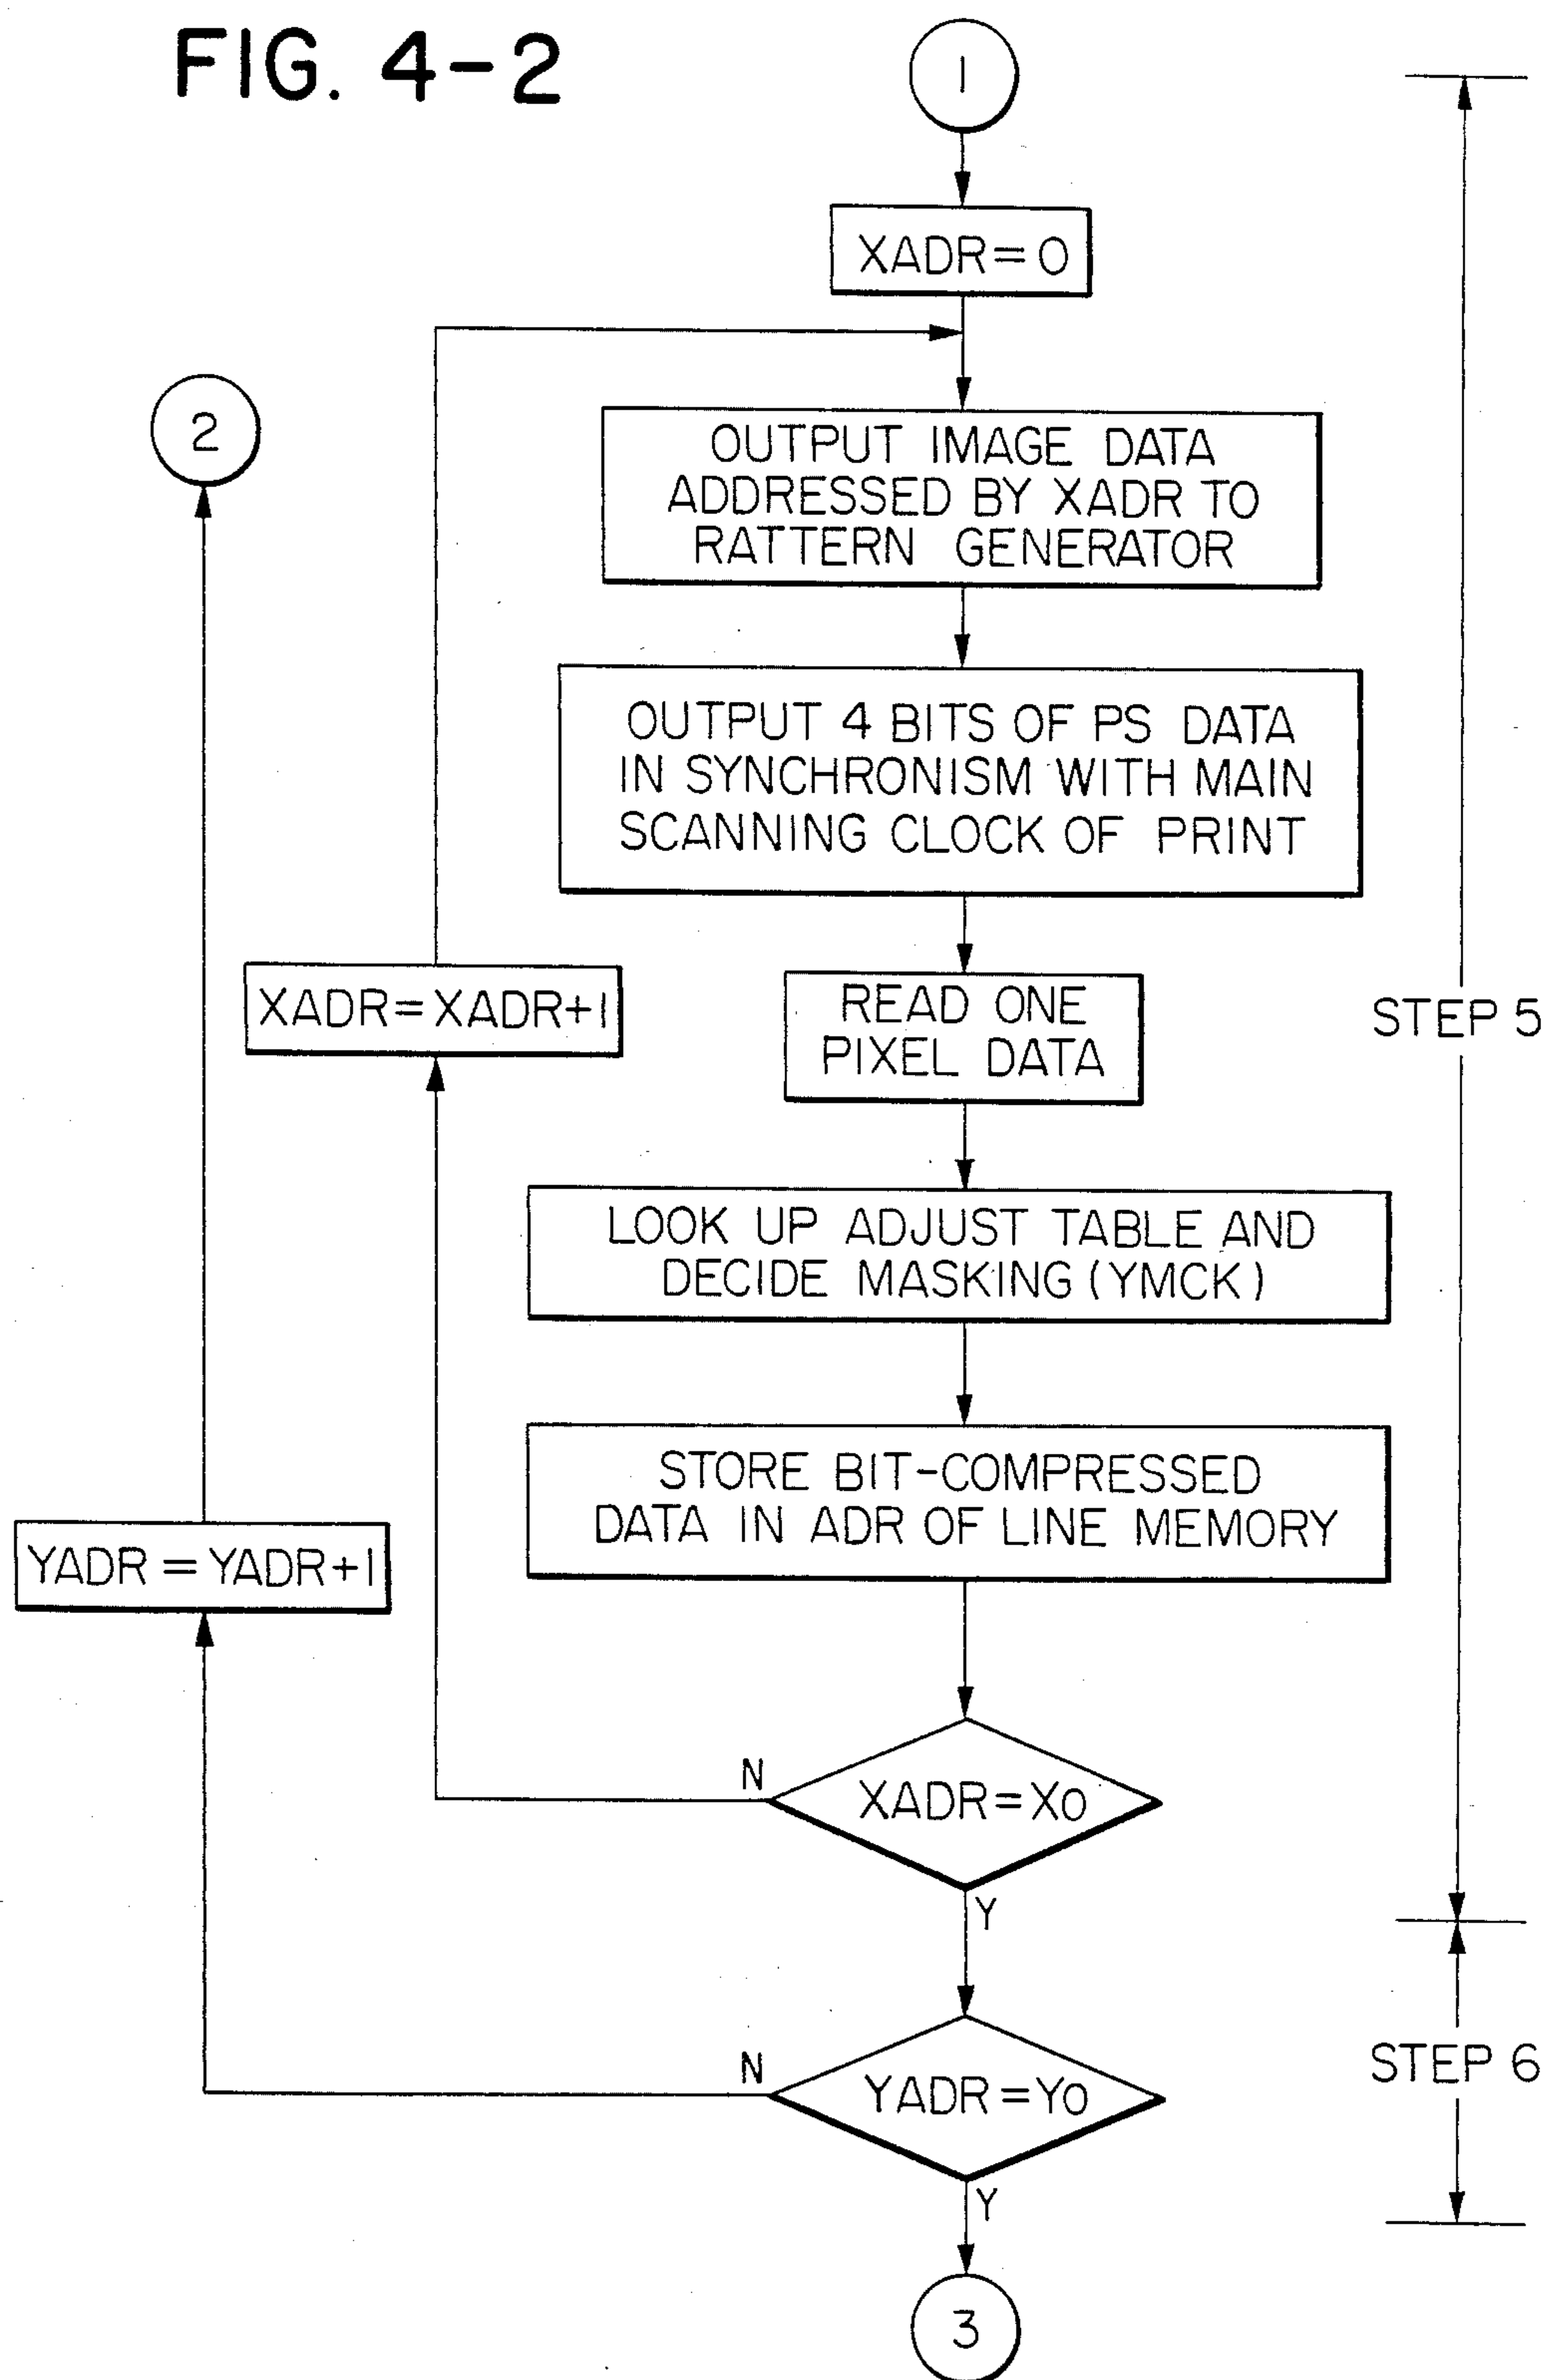 FIG. 4-2
1
XADR=0
2
OUTPUT IMAGE DATA
ADDRESSED BY XADR TO
RATTERN GENERATOR
OUTPUT 4 BITS OF PS DATA
IN SYNCHRONISM WITH MAIN
SCANNING CLOCK OF PRINT
XADR=XADR+1
READ ONE
PIXEL DATA
STEP 5
LOOK UP ADJUST TABLE AND
DECIDE MASKING (YMCK)
STORE BIT-COMPRESSED
DATA IN ADR OF LINE MEMORY
YADR=YADR+1
N
XADR=X0
Y
N
YADR=Y0
STEP 6
Y
3